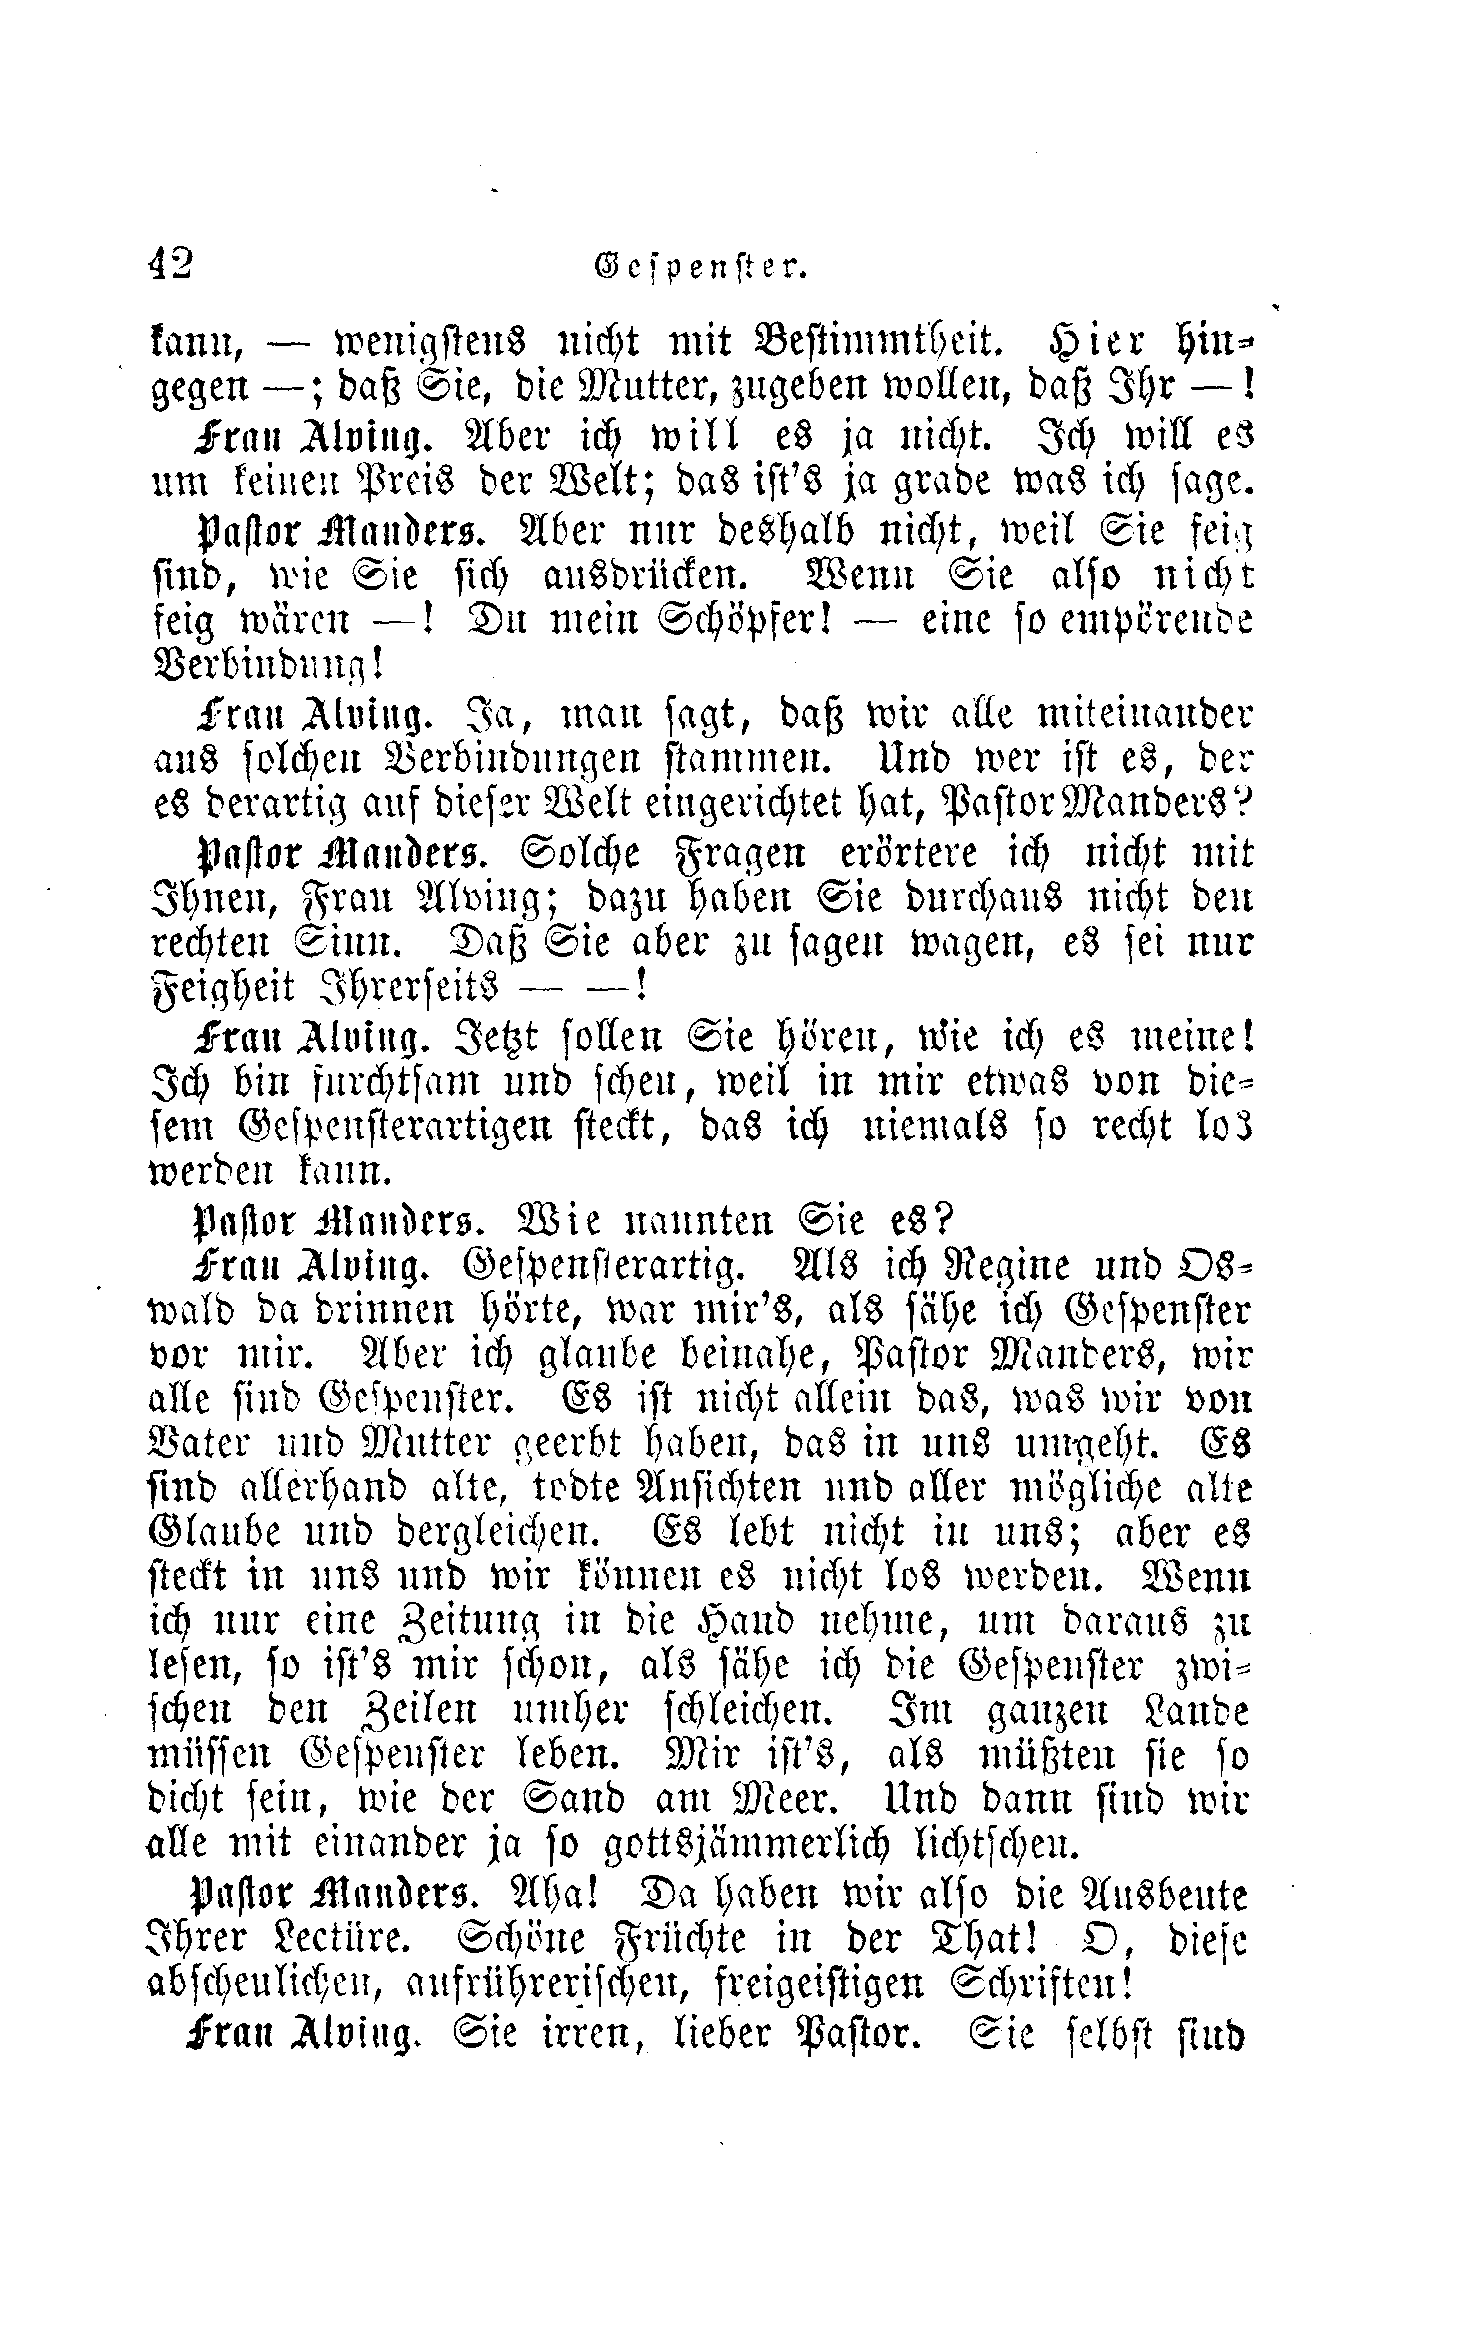 42 Gespenster.
kann, — wenigstens nicht mit Bestimmtheit. Hier hin-
gegen —; daß Sie, die Mutter, zugeben wollen, daß Ihr —!
Frau Alving. Aber ich will es ja nicht. Ich will es
um keinen Preis der Welt; das ist's ja grade was ich sage.
Pastor Manders. Aber nur deshalb nicht, weil Sie feig
sind, wie Sie sich ausdrücken. Wenn Sie also nicht
feig wären —! Du mein Schöpfer! — eine so empörende
Verbindung!
Frau Alving. Ja, man sagt, daß wir alle miteinander
aus solchen Verbindungen stammen. Und wer ist es, der
es derartig auf dieser Welt eingerichtet hat, Pastor Manders?
Pastor Manders. Solche Fragen erörtere ich nicht mit
Ihnen, Frau Alving; dazu haben Sie durchaus nicht den
rechten Sinn. Daß Sie aber zu sagen wagen, es sei nur
Feigheit Ihrerseits — —!
Frau Alving. Jetzt sollen Sie hören, wie ich es meine!
Ich bin furchtsam und scheu, weil in mir etwas von die-
sem Gespensterartigen steckt, das ich niemals so recht los
werden kann.
Pastor Manders. Wie nannten Sie es?
Frau Alving. Gespensterartig. Als ich Regine und Os-
wald da drinnen hörte, war mir's, als sähe ich Gespenster
vor mir. Aber ich glaube beinahe, Pastor Manders, wir
alle sind Gespenster. Es ist nicht allein das, was wir von
Vater und Mutter geerbt haben, das in uns umgeht. Es
sind allerhand alte, todte Ansichten und aller mögliche alte
Glaube und dergleichen. Es lebt nicht in uns; aber es
steckt in uns und wir können es nicht los werden. Wenn
ich nur eine Zeitung in die Hand nehme, um daraus zu
lesen, so ist's mir schon, als sähe ich die Gespenster zwi-
schen den Zeilen umher schleichen. Im ganzen Lande
müssen Gespenster leben. Mir ist's, als müßten sie so
dicht sein, wie der Sand am Meer. Und dann sind wir
alle mit einander ja so gottsjämmerlich lichtscheu.
Pastor Manders. Aha! Da haben wir also die Ausbeute
Ihrer Lectüre. Schöne Früchte in der That! O, diese
abscheulichen, aufrührerischen, freigeistigen Schriften!
Frau Alving. Sie irren, lieber Pastor. Sie selbst sind